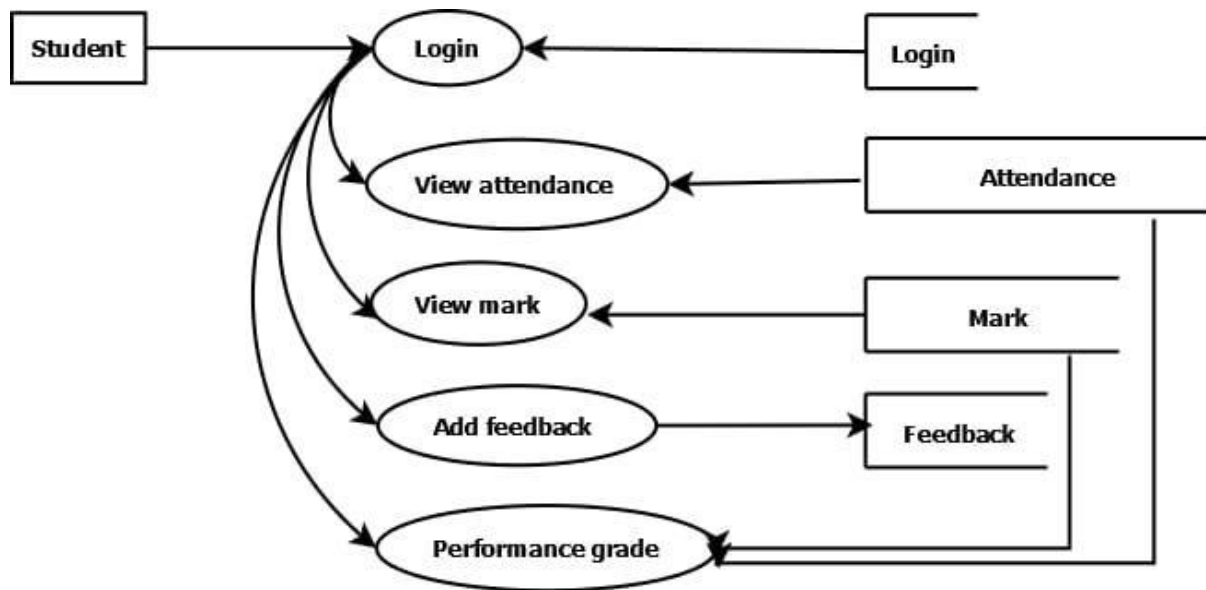 Student
Login
Login
View attendance
Attendance
View mark
Mark
Add feedback
Feedback
Performance grade